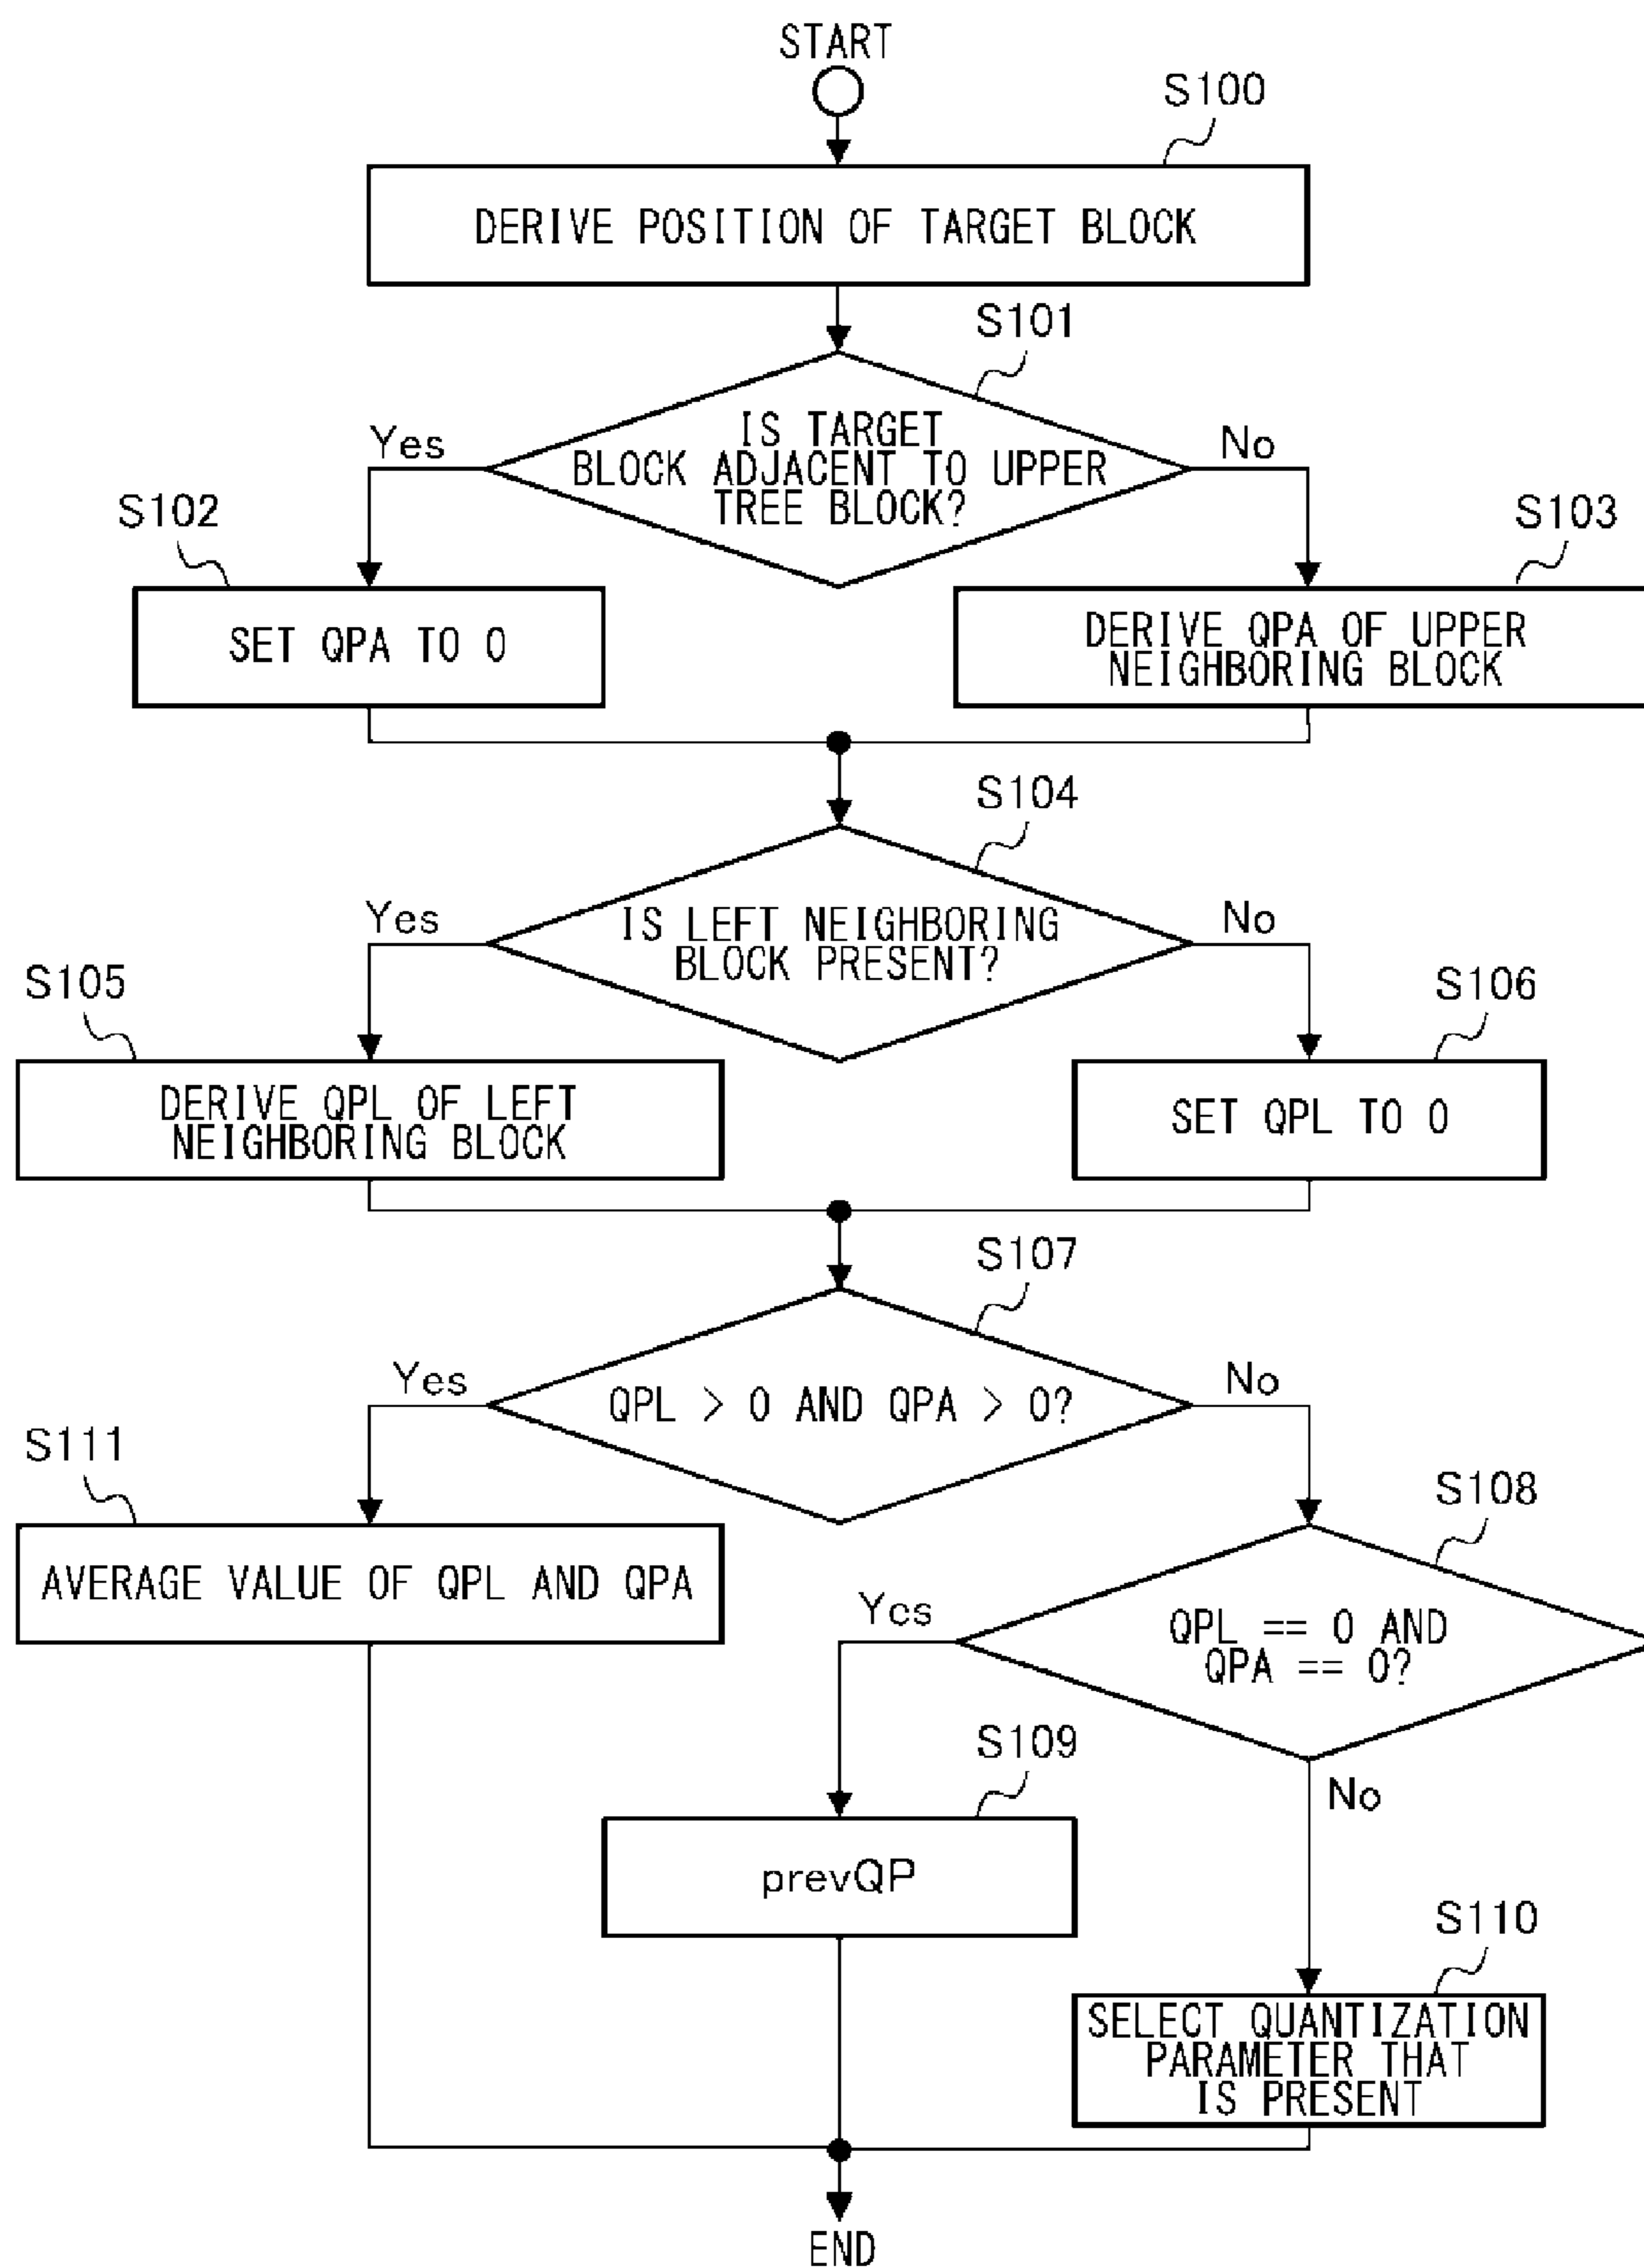 START
S100
DERIVE POSITION OF TARGET BLOCK
S101
IS TARGET
BLOCK ADJACENT TO UPPER
TREE BLOCK?
Yes
No
S102
S103
SET QPA TO 0
DERIVE QPA OF UPPER
NEIGHBORING BLOCK
S104
IS LEFT NEIGHBORING
BLOCK PRESENT?
Yes
No
S105
S106
DERIVE QPL OF LEFT
NEIGHBORING BLOCK
SET QPL TO 0
S107
QPL > 0 AND QPA > 0?
Yes
No
S111
S108
AVERAGE VALUE OF QPL AND QPA
QPL == 0 AND
QPA == 0?
Yes
No
S109
prevQP
S110
SELECT QUANTIZATION
PARAMETER THAT
IS PRESENT
END